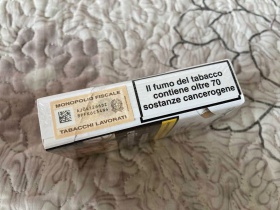 MONOPOLIO FISCALE
TABACCHI LAVORATI
Il fumo del tabacco
contiene oltre 70
sostanze cancerogene